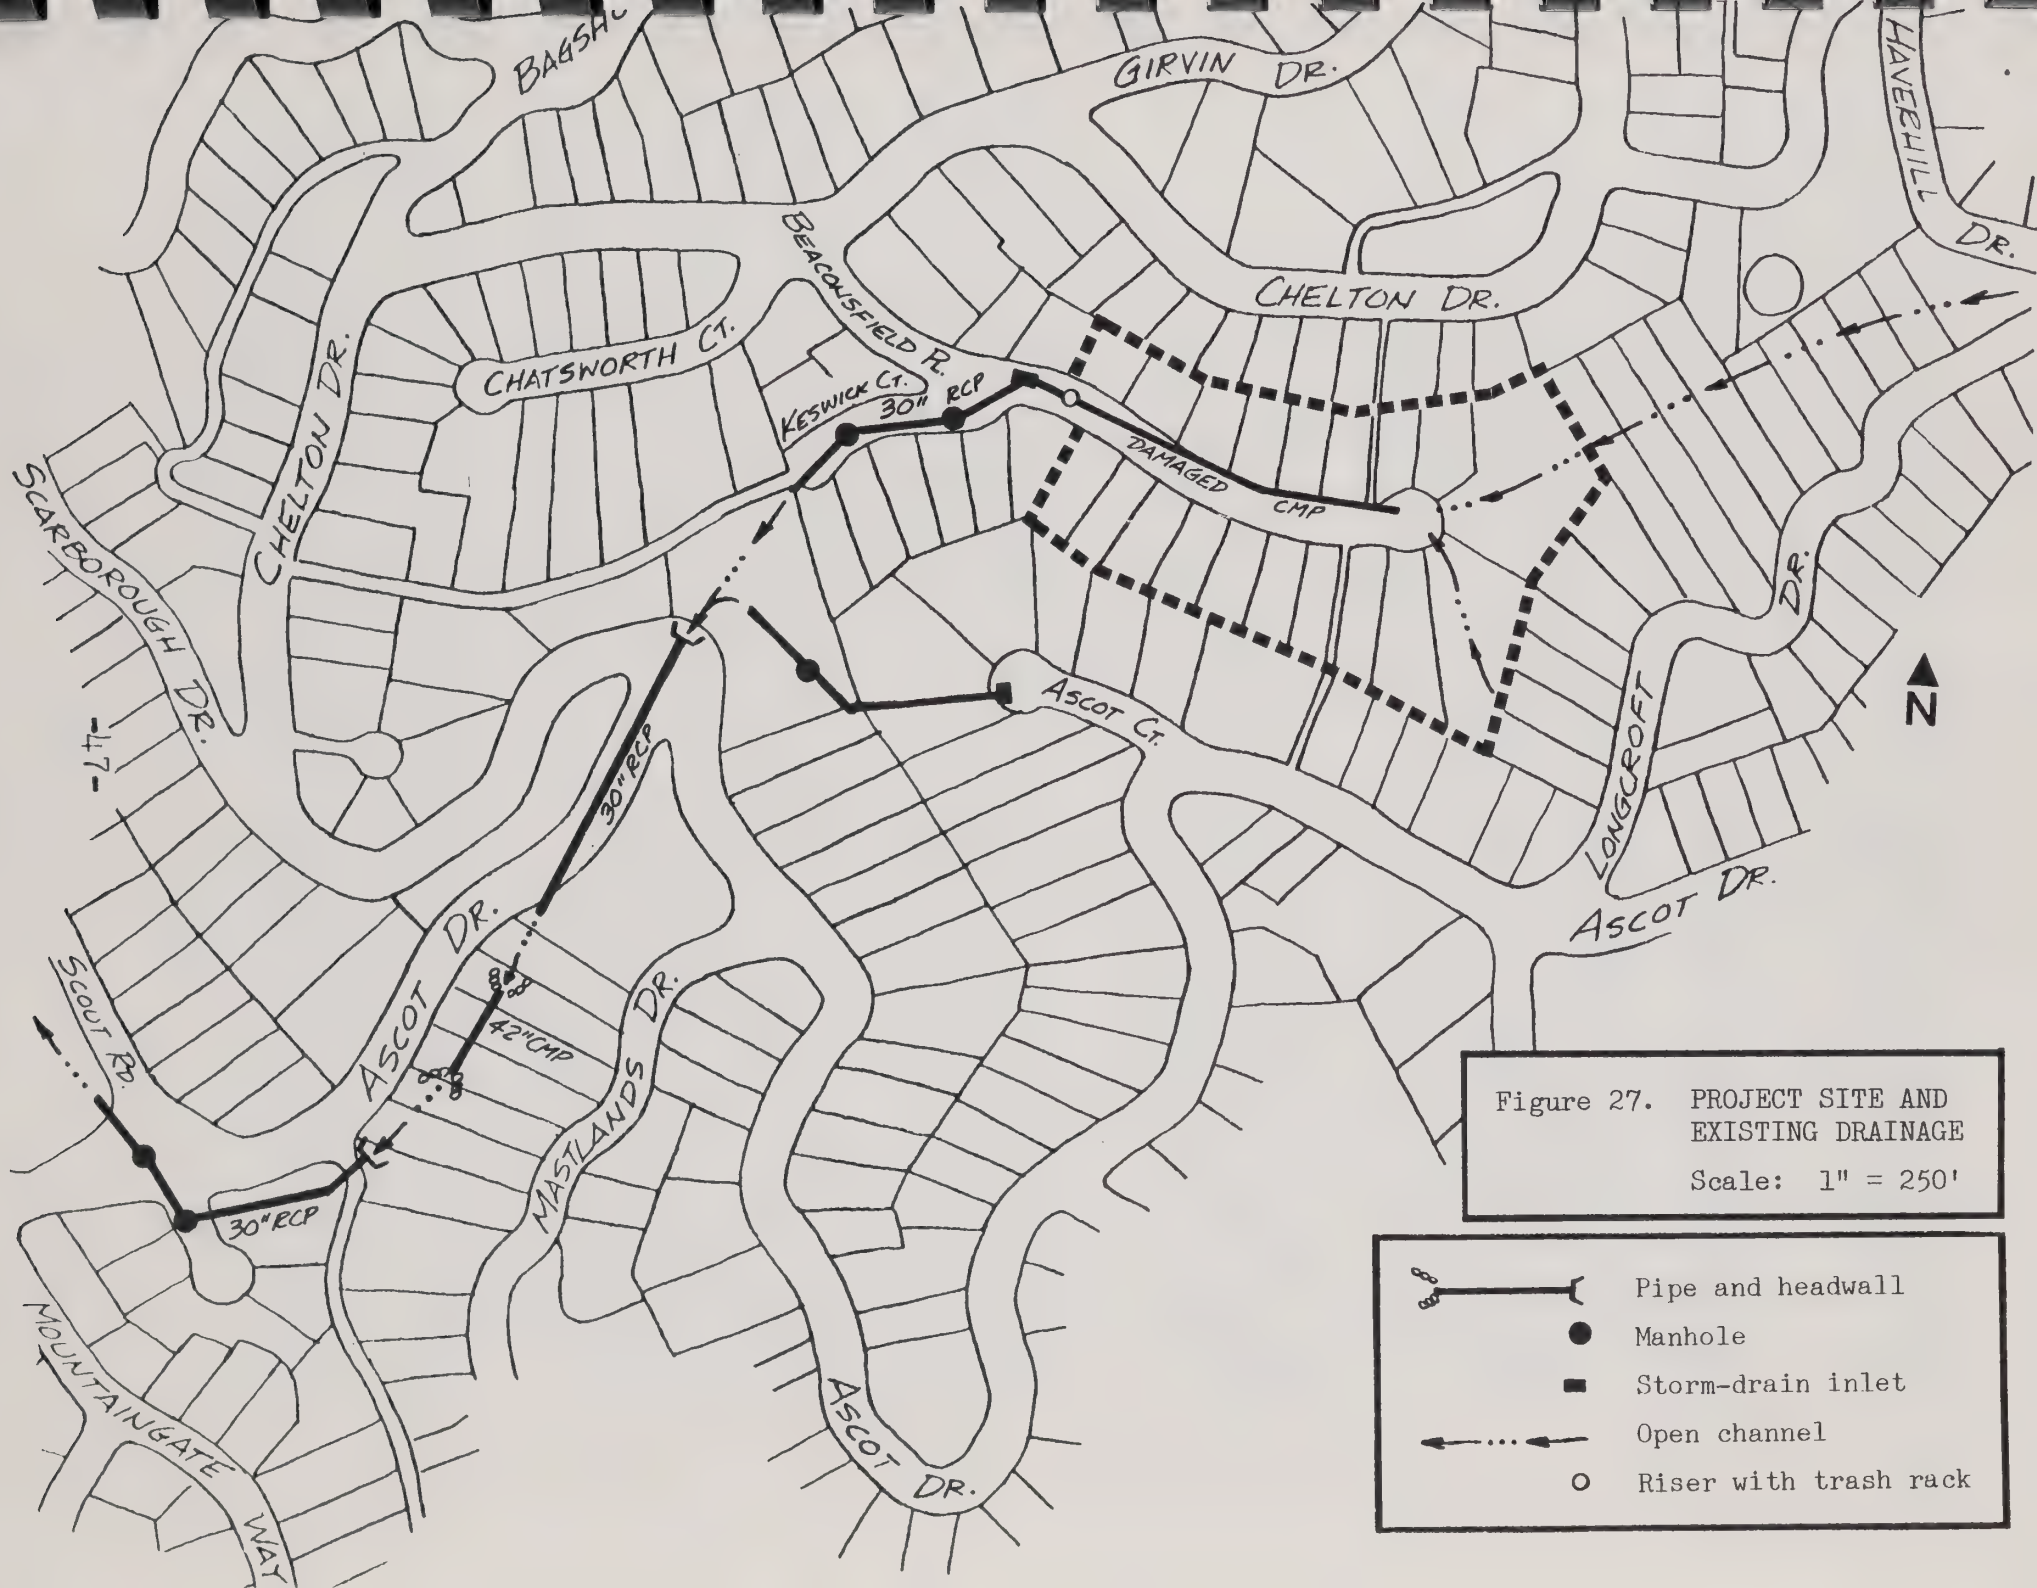 BAGSH
GIRVIN DR.
HAVERHILL
DR.
BEACONSFIELD PL.
CHELTON DR.
CHATSWORTH CT.
CHELTON DR.
KESWICK CT.
30" RCP
DAMAGED
CMP
SCARBOROUGH DR.
DR.
LONGCROFT
N
ASCOT CT.
-47-
30" RCP
ASCOT DR.
ASCOT DR.
SCOUT RD.
ASCOT
42" CMP
MASTLANDS DR.
30" RCP
MOUNTAINGATE
WAY
ASCOT DR.
Figure 27. PROJECT SITE AND
EXISTING DRAINAGE
Scale: 1" = 250'
Pipe and headwall
Manhole
Storm-drain inlet
Open channel
Riser with trash rack